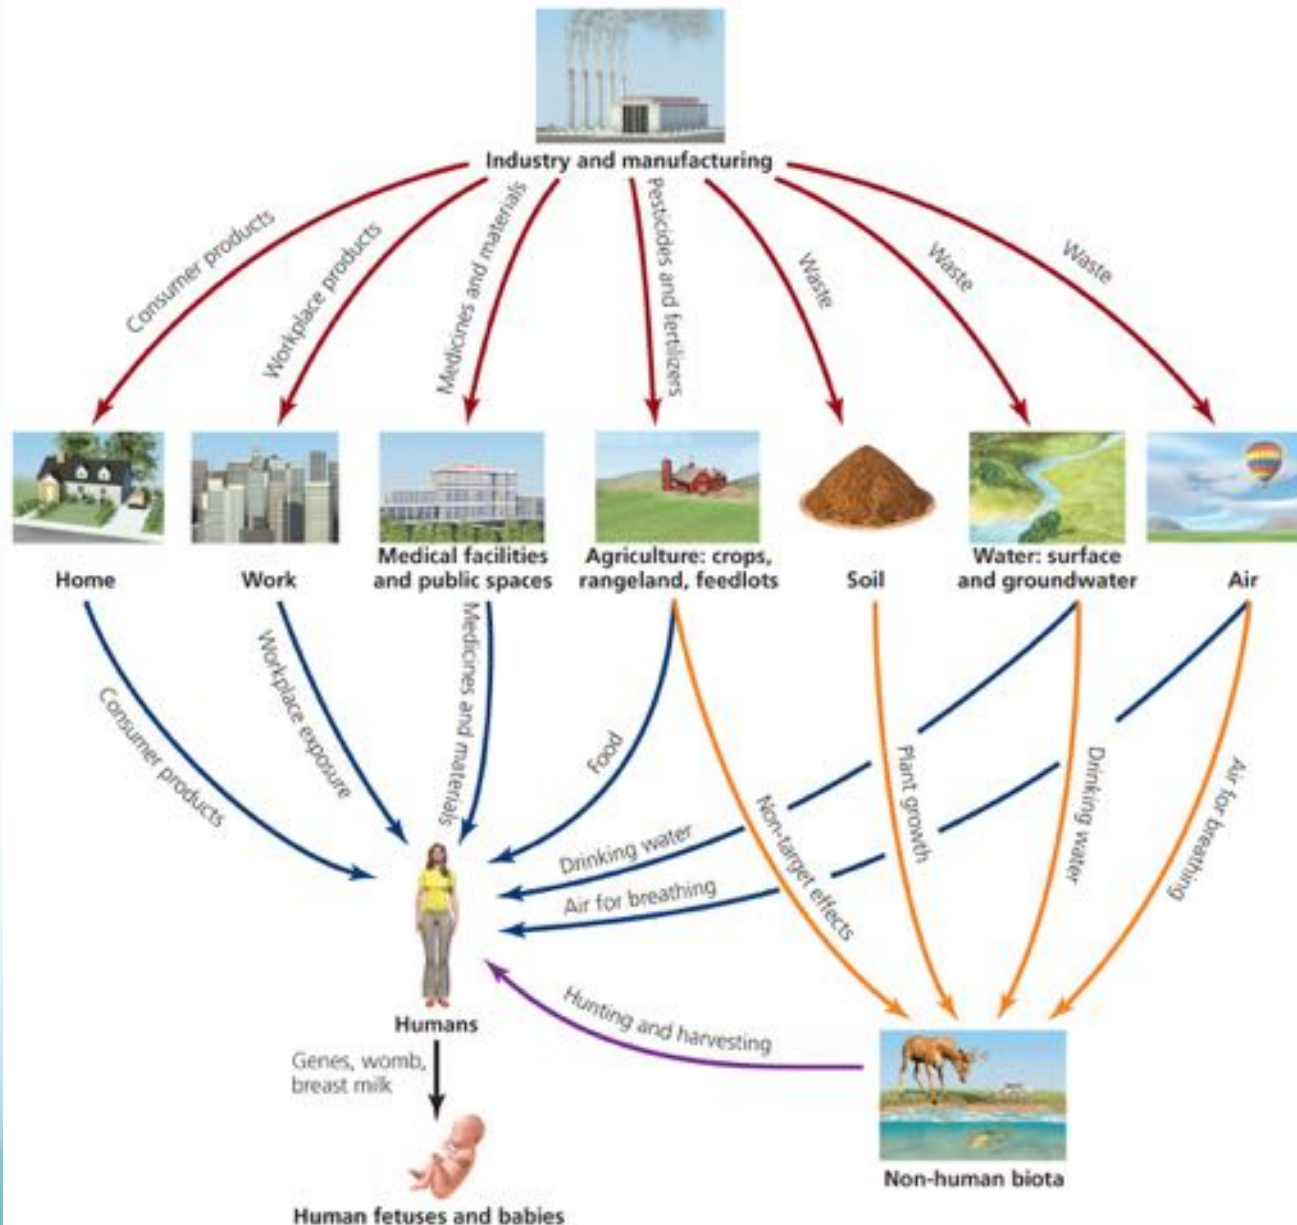 Industry and manufacturing
Consumer products
Workplace products
Medicines and materials
Pesticides and fertilizers
Waste
Waste
Waste
Home
Work
Medical facilities
and public spaces
Agriculture: crops,
rangeland, feedlots
Soil
Water: surface
and groundwater
Air
Consumer products
Workplace exposure
Medicines and materials
Food
Drinking water
Air for breathing
Non-target effects
Plant growth
Drinking water
Air for breathing
Hunting and harvesting
Humans
Genes, womb,
breast milk
Non-human biota
Human fetuses and babies